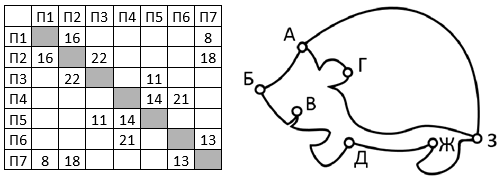 П1 П2 П3 П4 П5 П6 П7
П1 16 8
П2 16 22 18
П3 22 11
П4 14 21
П5 11 14
П6 21 13
П7 8 18 13
А
Г
Б
В
Д
Ж
З